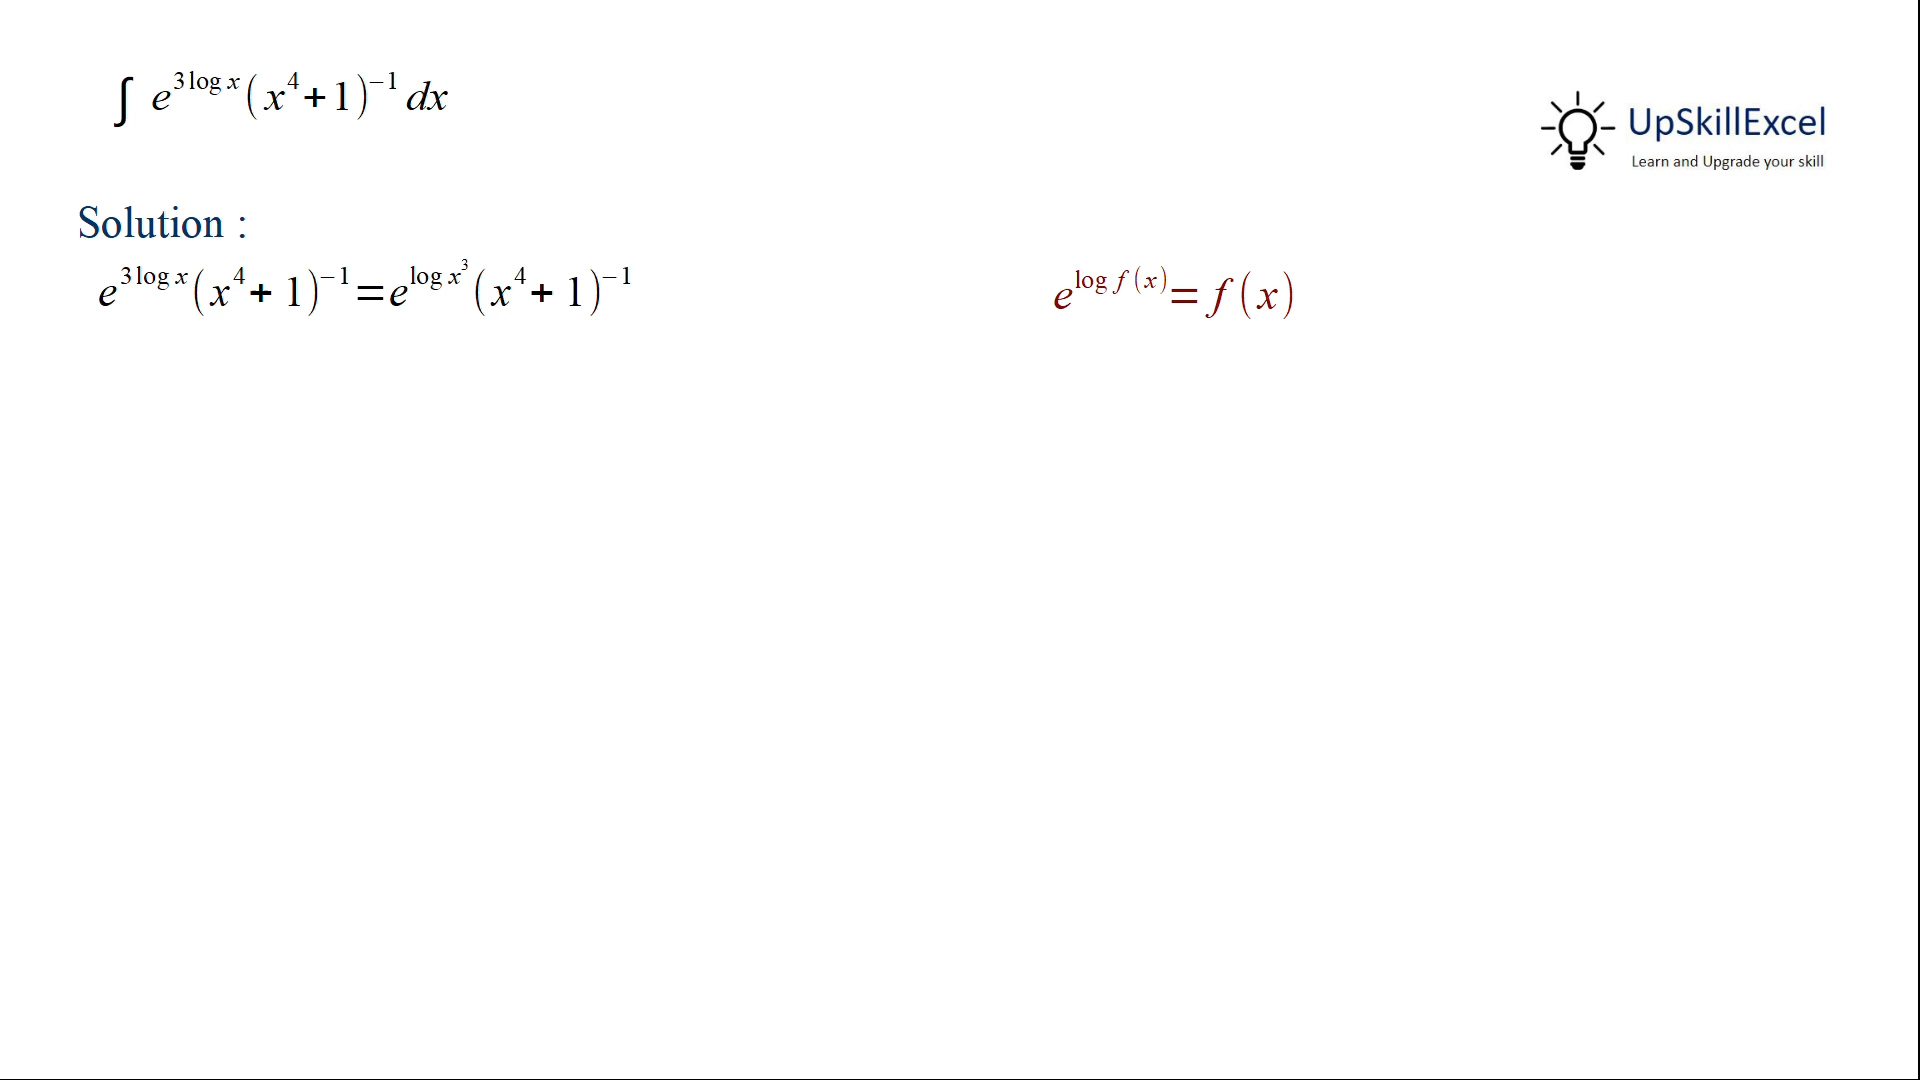 ∫ e^{3 log x} (x^4 + 1)^{−1} dx
UpSkillExcel
Learn and Upgrade your skill
Solution :
e^{3 log x} (x^4 + 1)^{−1} = e^{log x^3} (x^4 + 1)^{−1}
e^{log f(x)} = f(x)